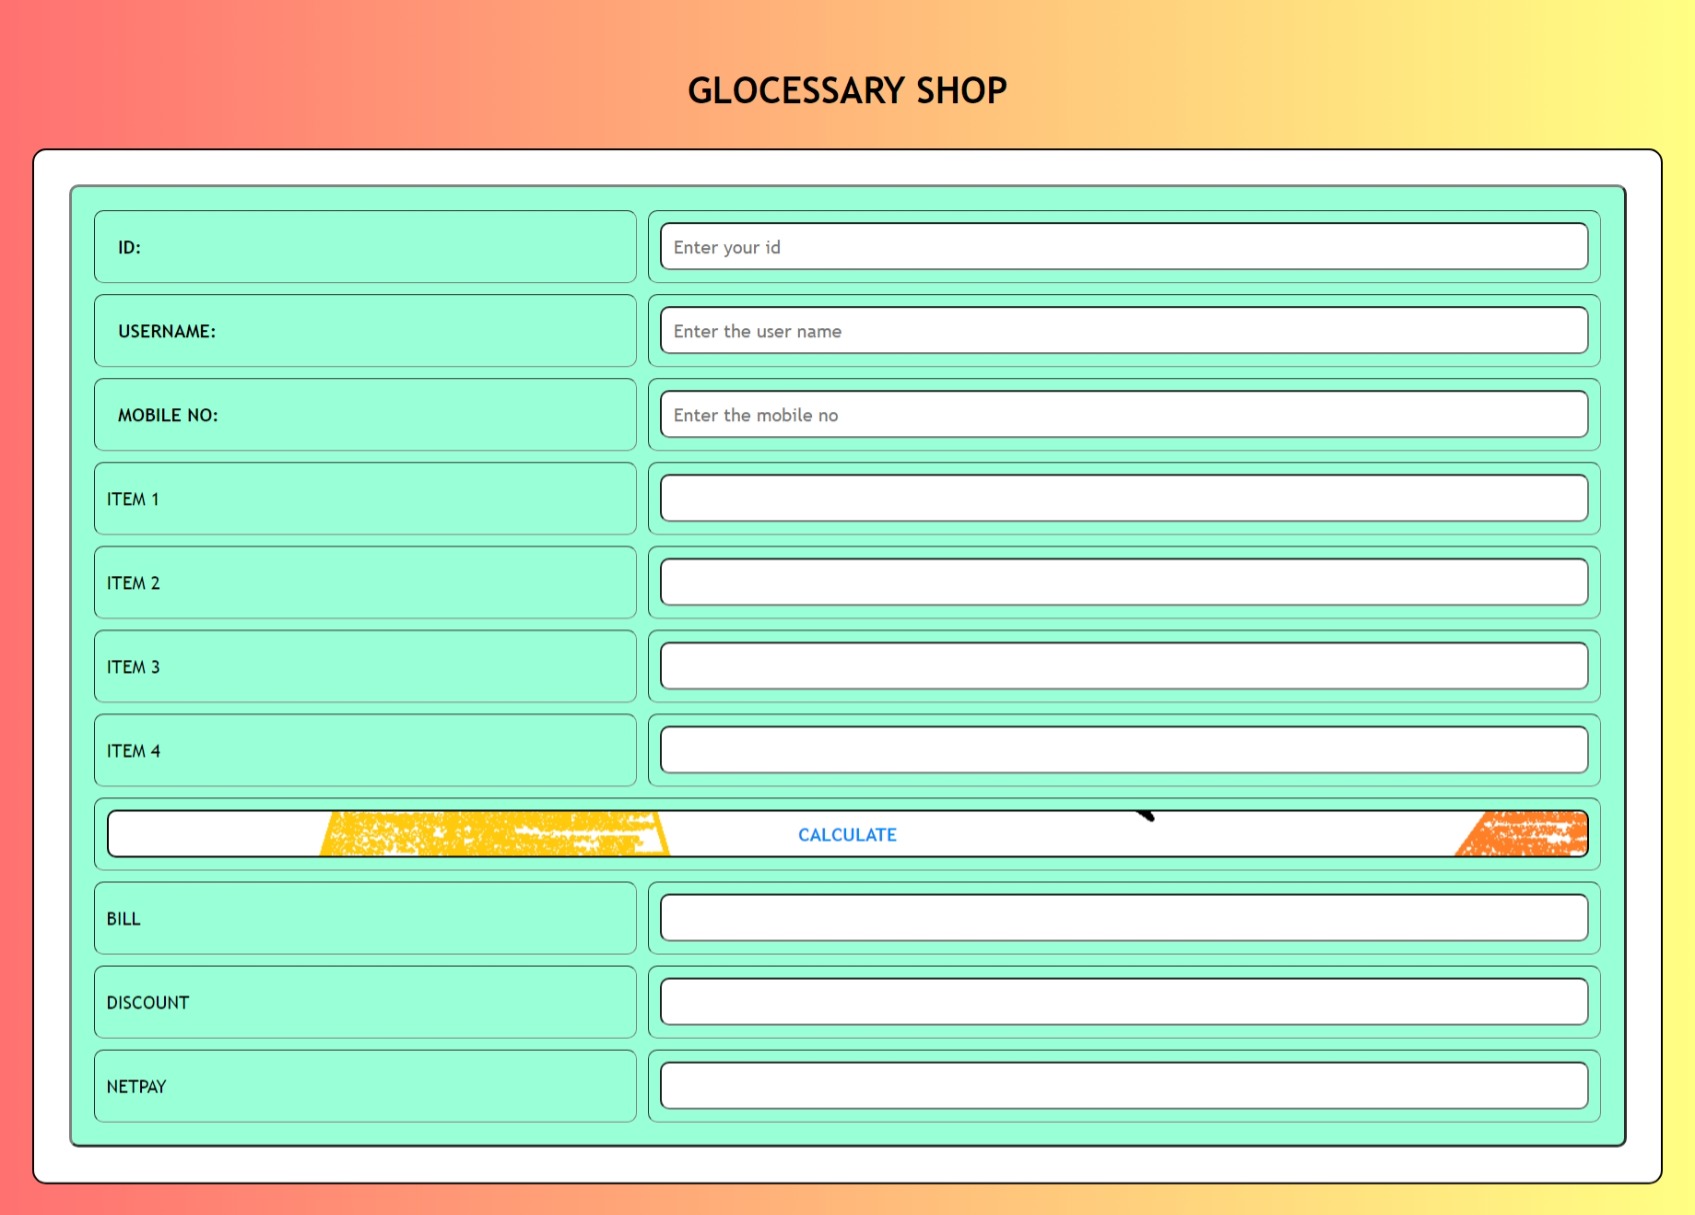 GLOCESSARY SHOP
ID: Enter your id
USERNAME: Enter the user name
MOBILE NO: Enter the mobile no
ITEM 1
ITEM 2
ITEM 3
ITEM 4
CALCULATE
BILL
DISCOUNT
NETPAY